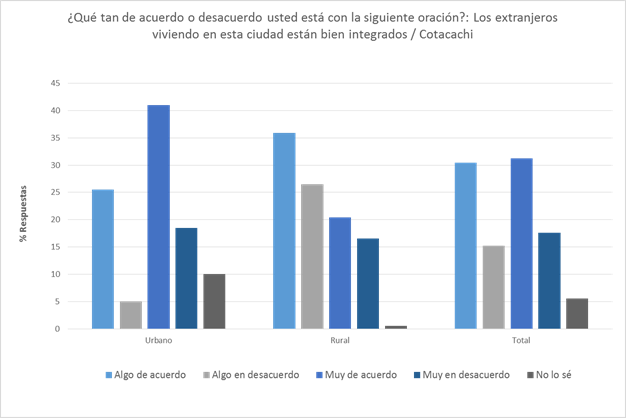 ¿Qué tan de acuerdo o desacuerdo usted está con la siguiente oración?: Los extranjeros
viviendo en esta ciudad están bien integrados / Cotacachi
45
40
35
30
25
20
15
10
5
0
% Respuestas
Urbano Rural Total
Algo de acuerdo Algo en desacuerdo Muy de acuerdo Muy en desacuerdo No lo sé